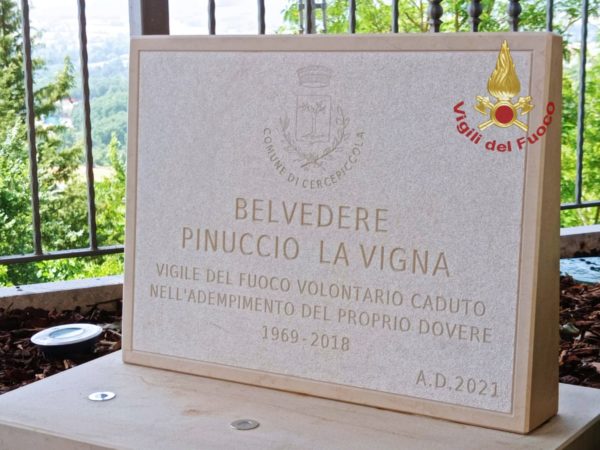 COMUNE DI CERCEPICCOLA
Vigili del Fuoco
BELVEDERE
PINUCCIO LA VIGNA
VIGILE DEL FUOCO VOLONTARIO CADUTO
NELL'ADEMPIMENTO DEL PROPRIO DOVERE
1969-2018
A.D.2021